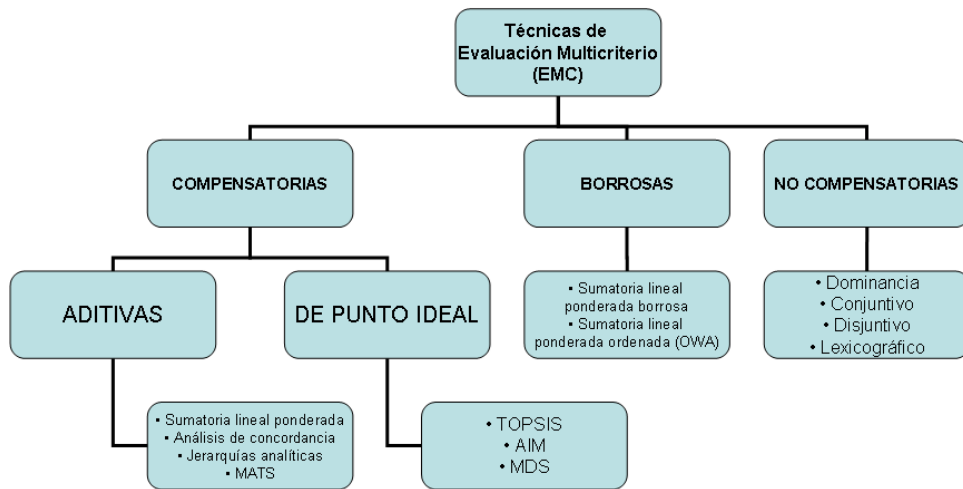 Técnicas de
Evaluación Multicriterio
(EMC)
COMPENSATORIAS
BORROSAS
NO COMPENSATORIAS
ADITIVAS
DE PUNTO IDEAL
• Sumatoria lineal
ponderada borrosa
• Sumatoria lineal
ponderada ordenada (OWA)
• Dominancia
• Conjuntivo
• Disjuntivo
• Lexicográfico
• Sumatoria lineal ponderada
• Análisis de concordancia
• Jerarquías analíticas
• MATS
• TOPSIS
• AIM
• MDS